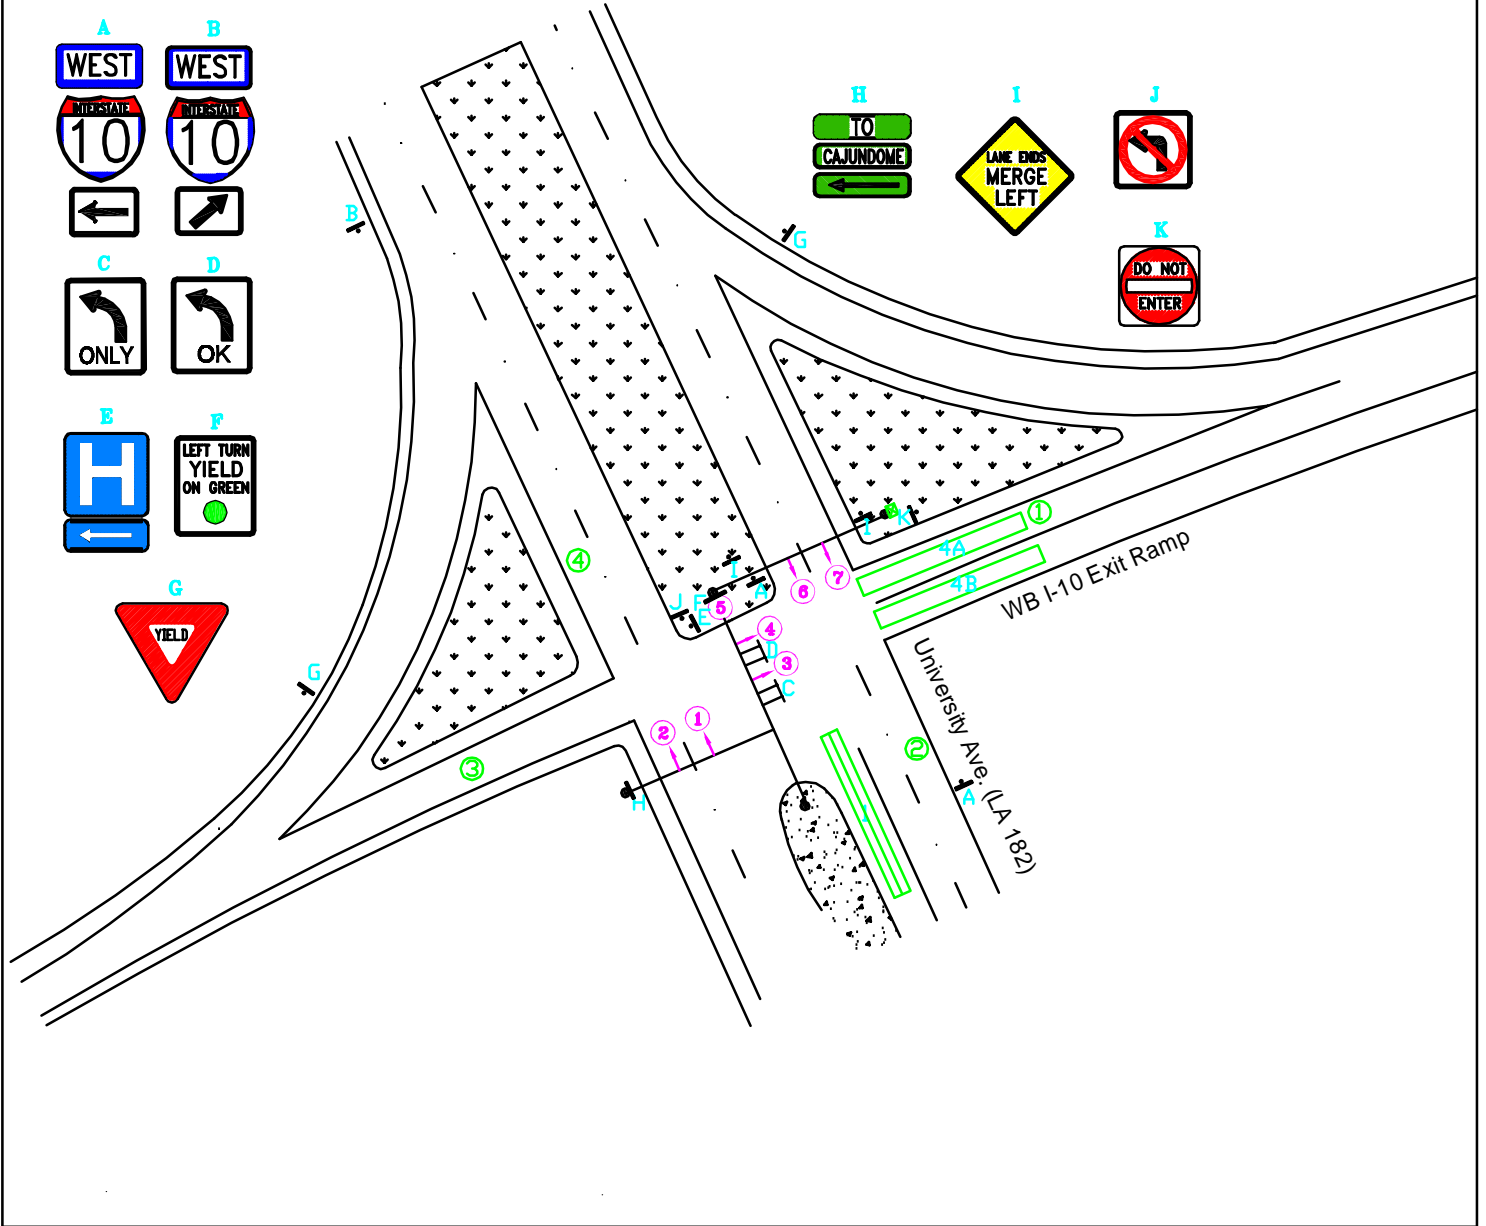 A
B
WEST
WEST
INTERSTATE
10
INTERSTATE
10
C
D
ONLY
OK
E
F
H
LEFT TURN
YIELD
ON GREEN
G
YIELD
H
TO
CAJUNDOME
I
LANE ENDS
MERGE
LEFT
J
K
DO NOT
ENTER
B
G
G
4
3
1
2
I
K
4A
4B
WB I-10 Exit Ramp
University Ave. (LA 182)
I
A
J
F
E
5
6
7
4
D
3
C
2
1
H
A
1